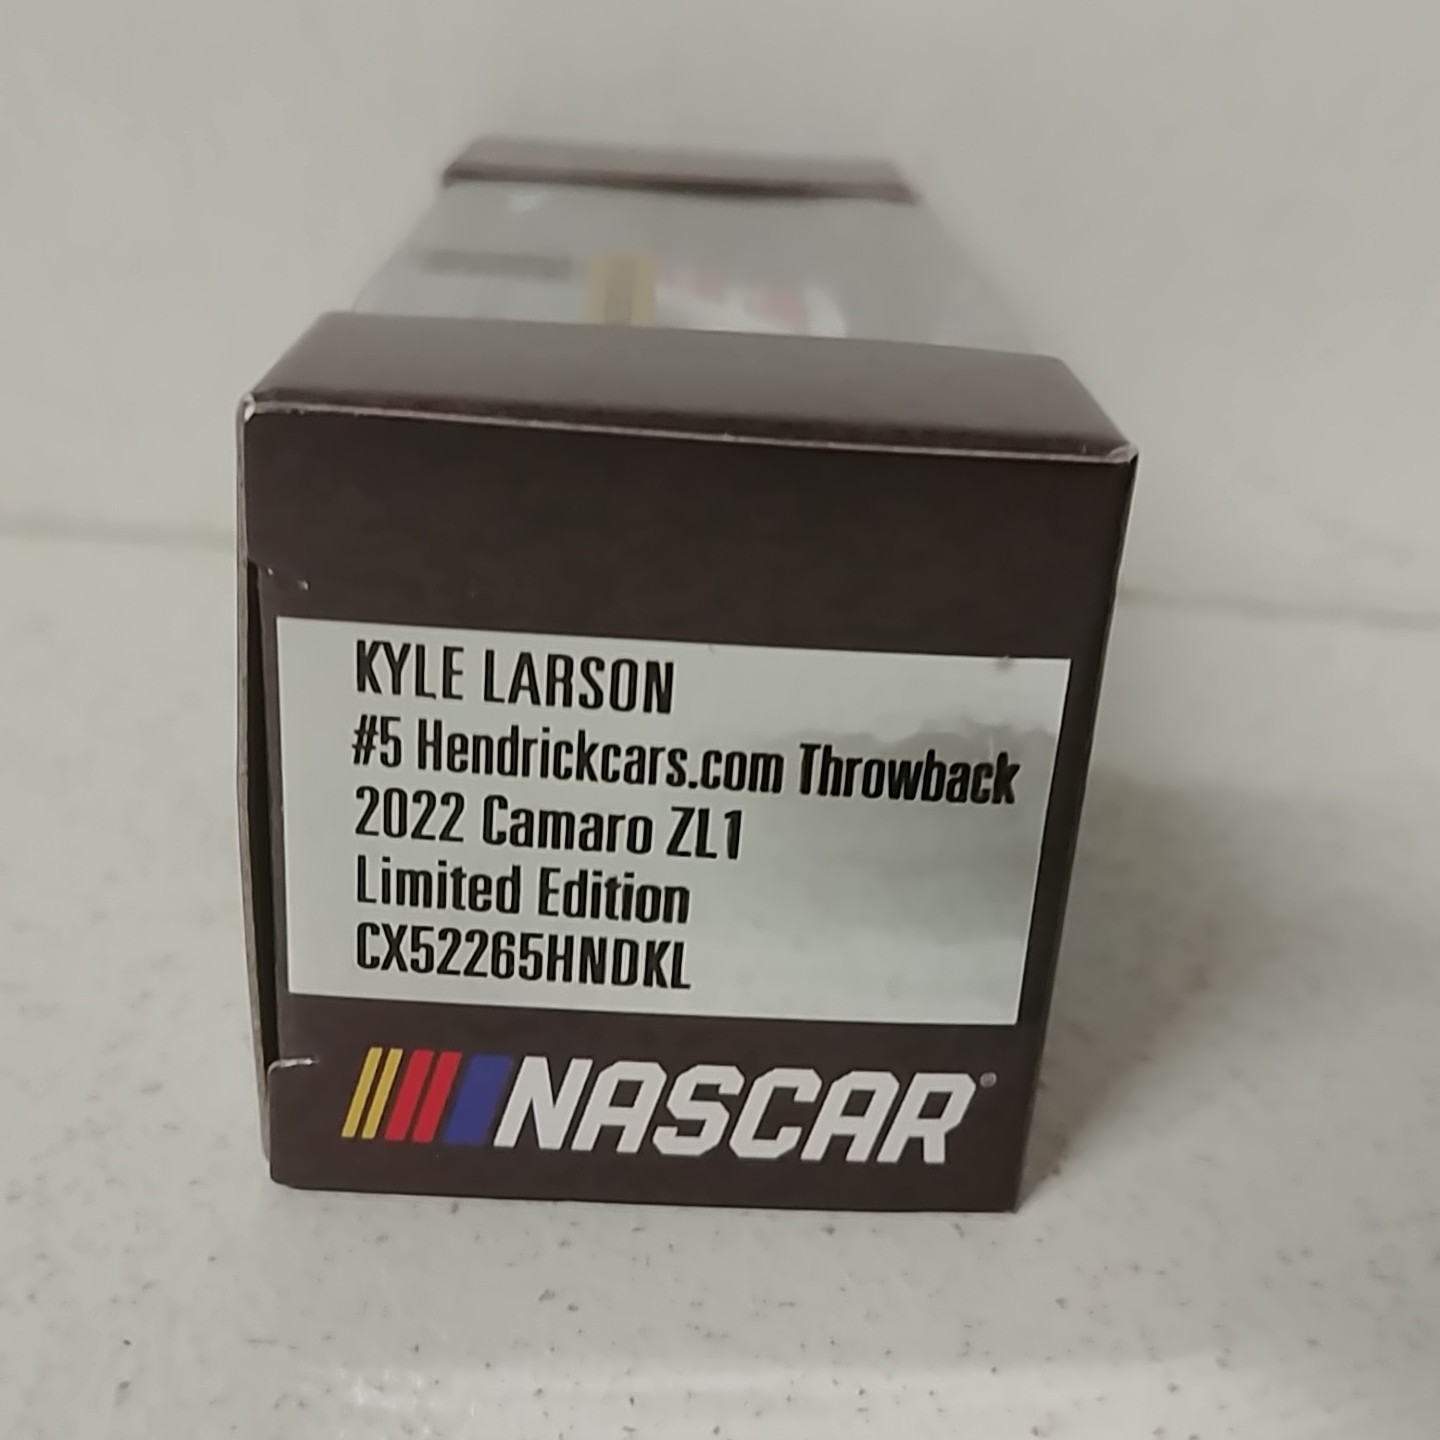 KYLE LARSON
#5 Hendrickcars.com Throwback
2022 Camaro ZL1
Limited Edition
CX52265HNDKL
NASCAR®